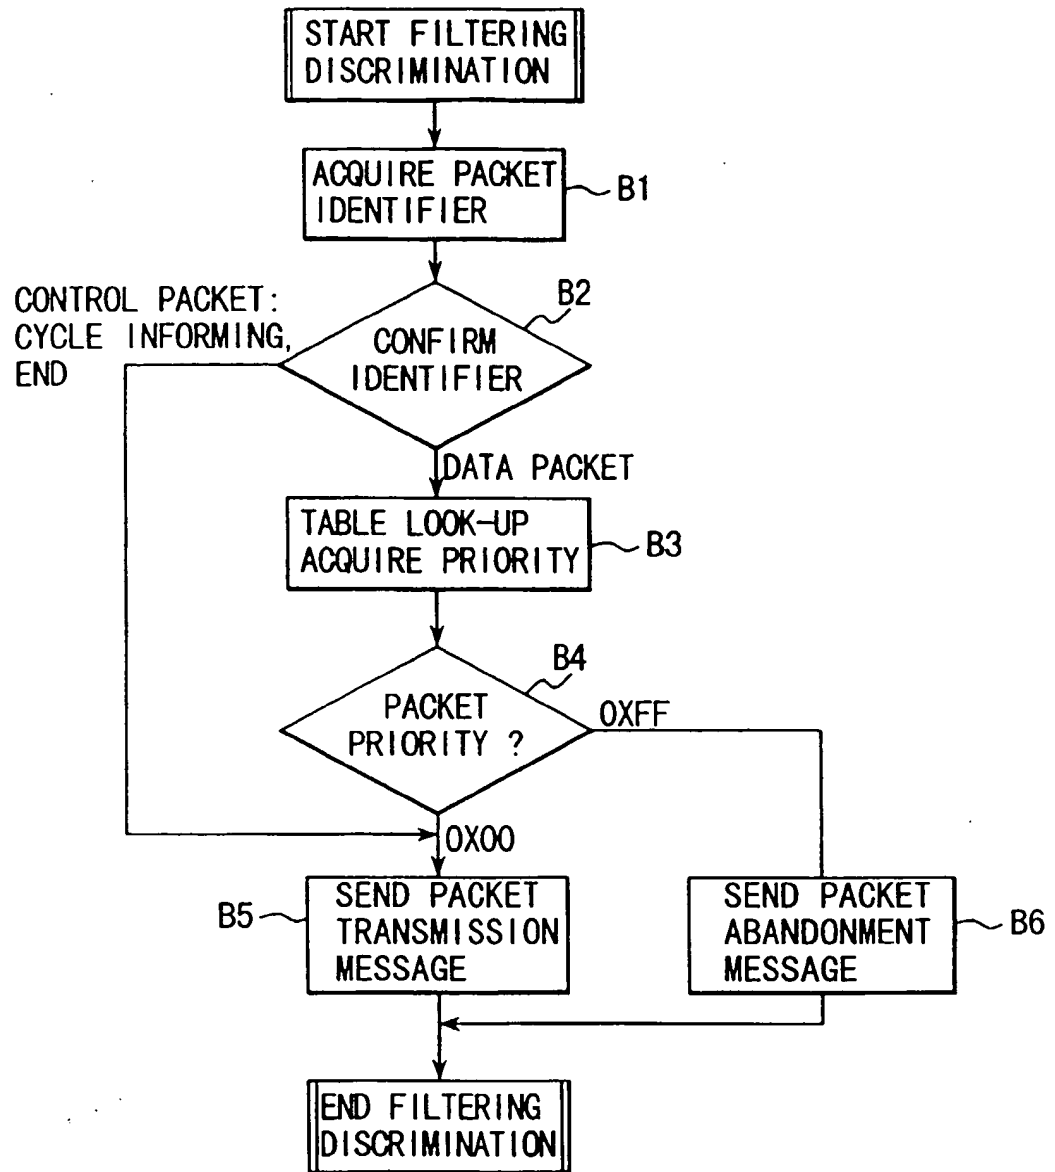 START FILTERING
DISCRIMINATION
ACQUIRE PACKET
IDENTIFIER
B1
CONTROL PACKET:
CYCLE INFORMING,
END
B2
CONFIRM
IDENTIFIER
DATA PACKET
TABLE LOOK-UP
ACQUIRE PRIORITY
B3
B4
PACKET
PRIORITY ?
0XFF
0X00
B5
SEND PACKET
TRANSMISSION
MESSAGE
SEND PACKET
ABANDONMENT
MESSAGE
B6
END FILTERING
DISCRIMINATION